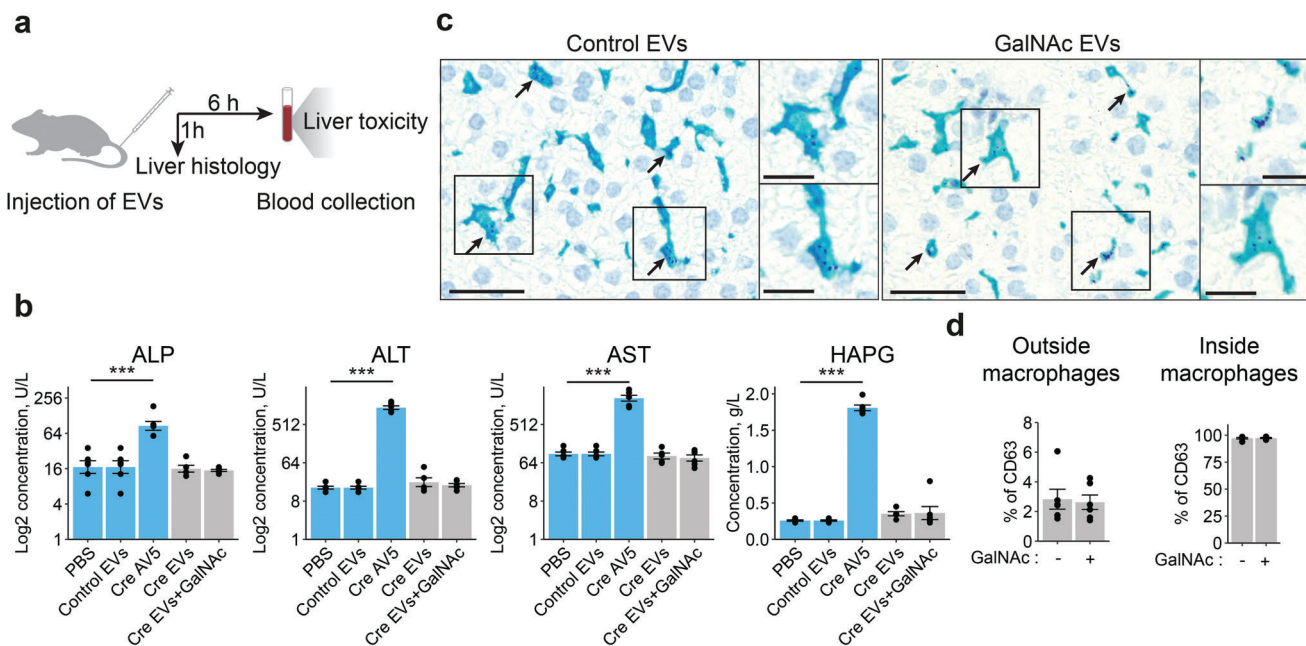 a
6 h
1h
Liver toxicity
Liver histology
Injection of EVs
Blood collection
c
Control EVs
GalNAc EVs
b
ALP
***
Log2 concentration, U/L
256
64
16
4
1
PBS
Control EVs
Cre AV5
Cre EVs
Cre EVs+GalNAc
ALT
***
Log2 concentration, U/L
512
64
8
1
PBS
Control EVs
Cre AV5
Cre EVs
Cre EVs+GalNAc
AST
***
Log2 concentration, U/L
512
64
8
1
PBS
Control EVs
Cre AV5
Cre EVs
Cre EVs+GalNAc
HAPG
***
Concentration, g/L
2.0
1.5
1.0
0.5
0.0
PBS
Control EVs
Cre AV5
Cre EVs
Cre EVs+GalNAc
d
Outside
macrophages
% of CD63
8
6
4
2
0
GalNAc : - +
Inside
macrophages
% of CD63
100
75
50
25
0
GalNAc : - +